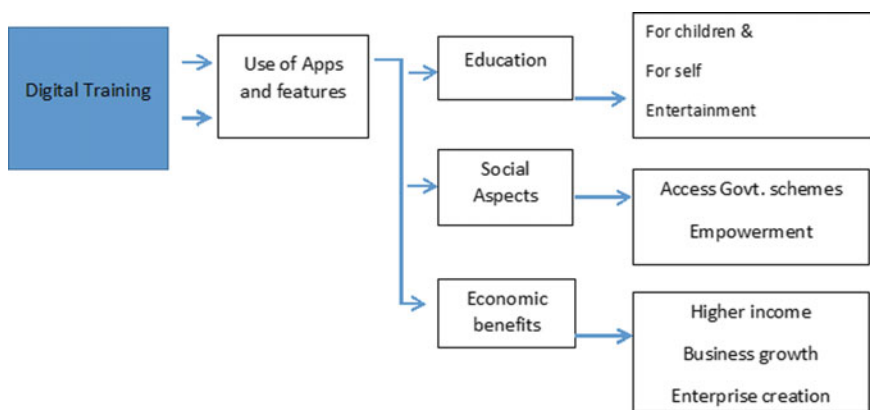 Digital Training
Use of Apps
and features
Education
For children &
For self
Entertainment
Social
Aspects
Access Govt. schemes
Empowerment
Economic
benefits
Higher income
Business growth
Enterprise creation